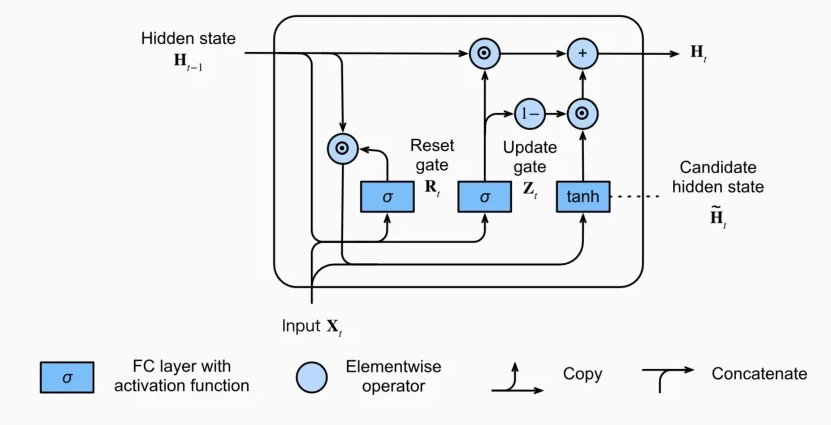 Hidden state
H_{t−1}
H_t
Reset
gate
R_t
Update
gate
Z_t
1−
+
σ
σ
tanh
Candidate
hidden state
H̃_t
Input X_t
σ
FC layer with
activation function
Elementwise
operator
Copy
Concatenate